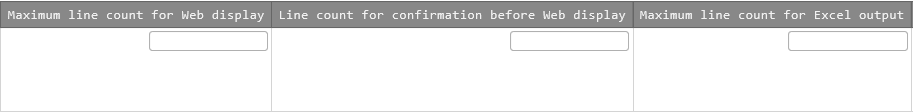 Maximum line count for Web display
Line count for confirmation before Web display
Maximum line count for Excel output